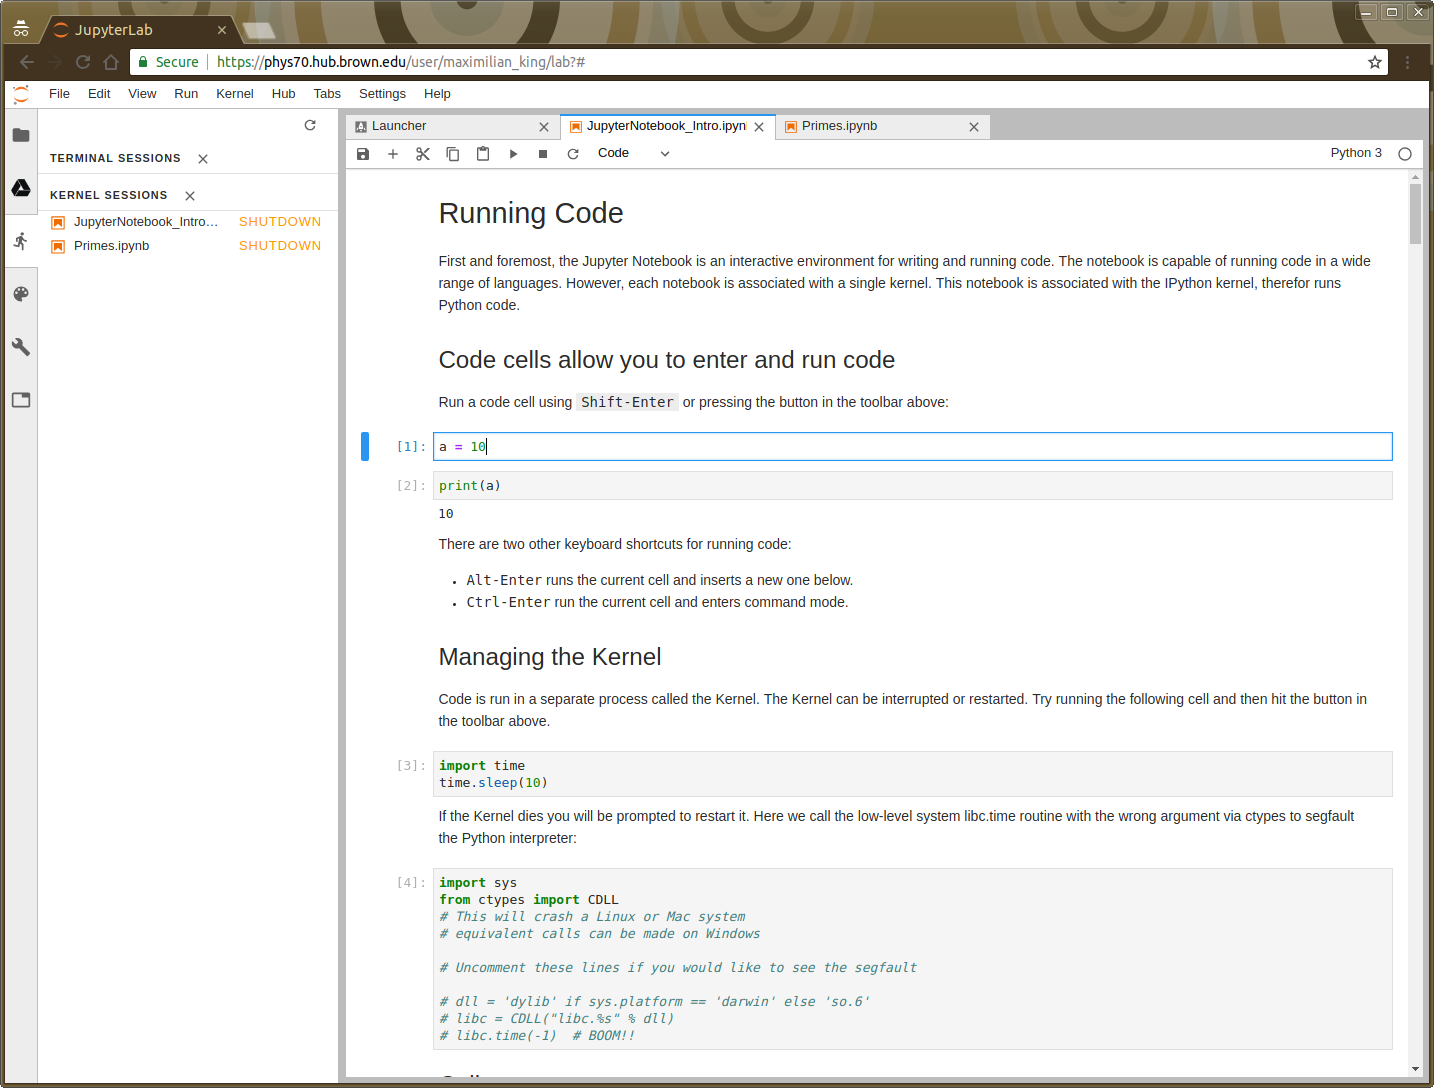 JupyterLab
Secure https://phys70.hub.brown.edu/user/maximilian_king/lab?#
File Edit View Run Kernel Hub Tabs Settings Help
TERMINAL SESSIONS
KERNEL SESSIONS
JupyterNotebook_Intro… SHUTDOWN
Primes.ipynb SHUTDOWN
Launcher JupyterNotebook_Intro.ipyn Primes.ipynb
Code Python 3
Running Code
First and foremost, the Jupyter Notebook is an interactive environment for writing and running code. The notebook is capable of running code in a wide
range of languages. However, each notebook is associated with a single kernel. This notebook is associated with the IPython kernel, therefor runs
Python code.
Code cells allow you to enter and run code
Run a code cell using Shift-Enter or pressing the button in the toolbar above:
[1]: a = 10
[2]: print(a)
10
There are two other keyboard shortcuts for running code:
• Alt-Enter runs the current cell and inserts a new one below.
• Ctrl-Enter run the current cell and enters command mode.
Managing the Kernel
Code is run in a separate process called the Kernel. The Kernel can be interrupted or restarted. Try running the following cell and then hit the button in
the toolbar above.
[3]: import time
time.sleep(10)
If the Kernel dies you will be prompted to restart it. Here we call the low-level system libc.time routine with the wrong argument via ctypes to segfault
the Python interpreter:
[4]: import sys
from ctypes import CDLL
# This will crash a Linux or Mac system
# equivalent calls can be made on Windows
# Uncomment these lines if you would like to see the segfault
# dll = 'dylib' if sys.platform == 'darwin' else 'so.6'
# libc = CDLL("libc.%s" % dll)
# libc.time(-1)  # BOOM!!